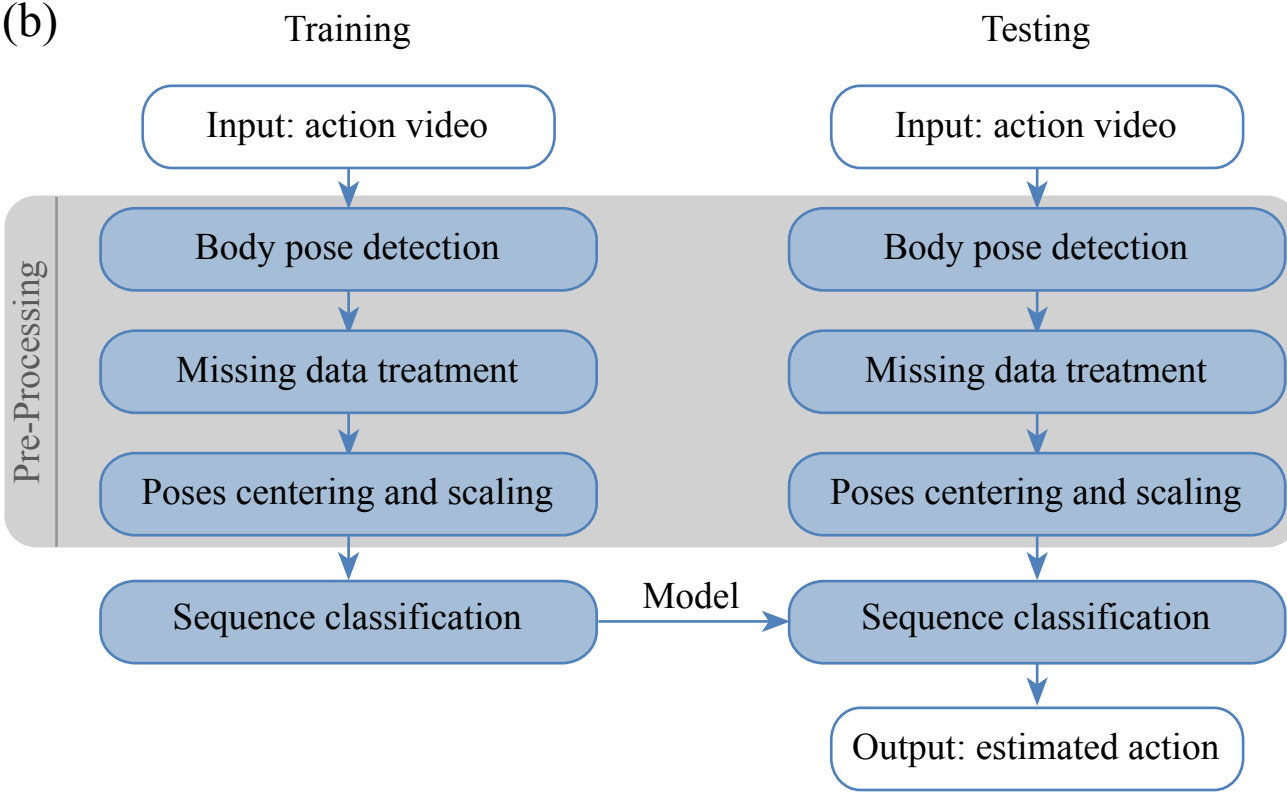 (b)
Training
Testing
Input: action video
Input: action video
Pre-Processing
Body pose detection
Body pose detection
Missing data treatment
Missing data treatment
Poses centering and scaling
Poses centering and scaling
Sequence classification
Model
Sequence classification
Output: estimated action